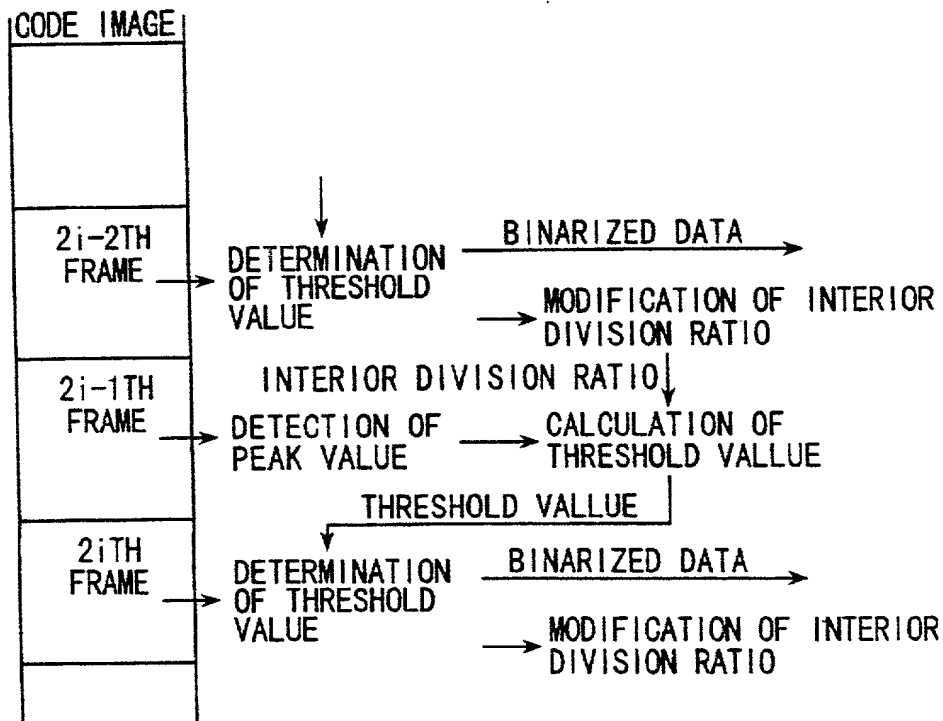 CODE IMAGE
2i-2TH
FRAME
DETERMINATION
OF THRESHOLD
VALUE
BINARIZED DATA
MODIFICATION OF INTERIOR
DIVISION RATIO
INTERIOR DIVISION RATIO
2i-1TH
FRAME
DETECTION OF
PEAK VALUE
CALCULATION OF
THRESHOLD VALLUE
THRESHOLD VALLUE
2iTH
FRAME
DETERMINATION
OF THRESHOLD
VALUE
BINARIZED DATA
MODIFICATION OF INTERIOR
DIVISION RATIO